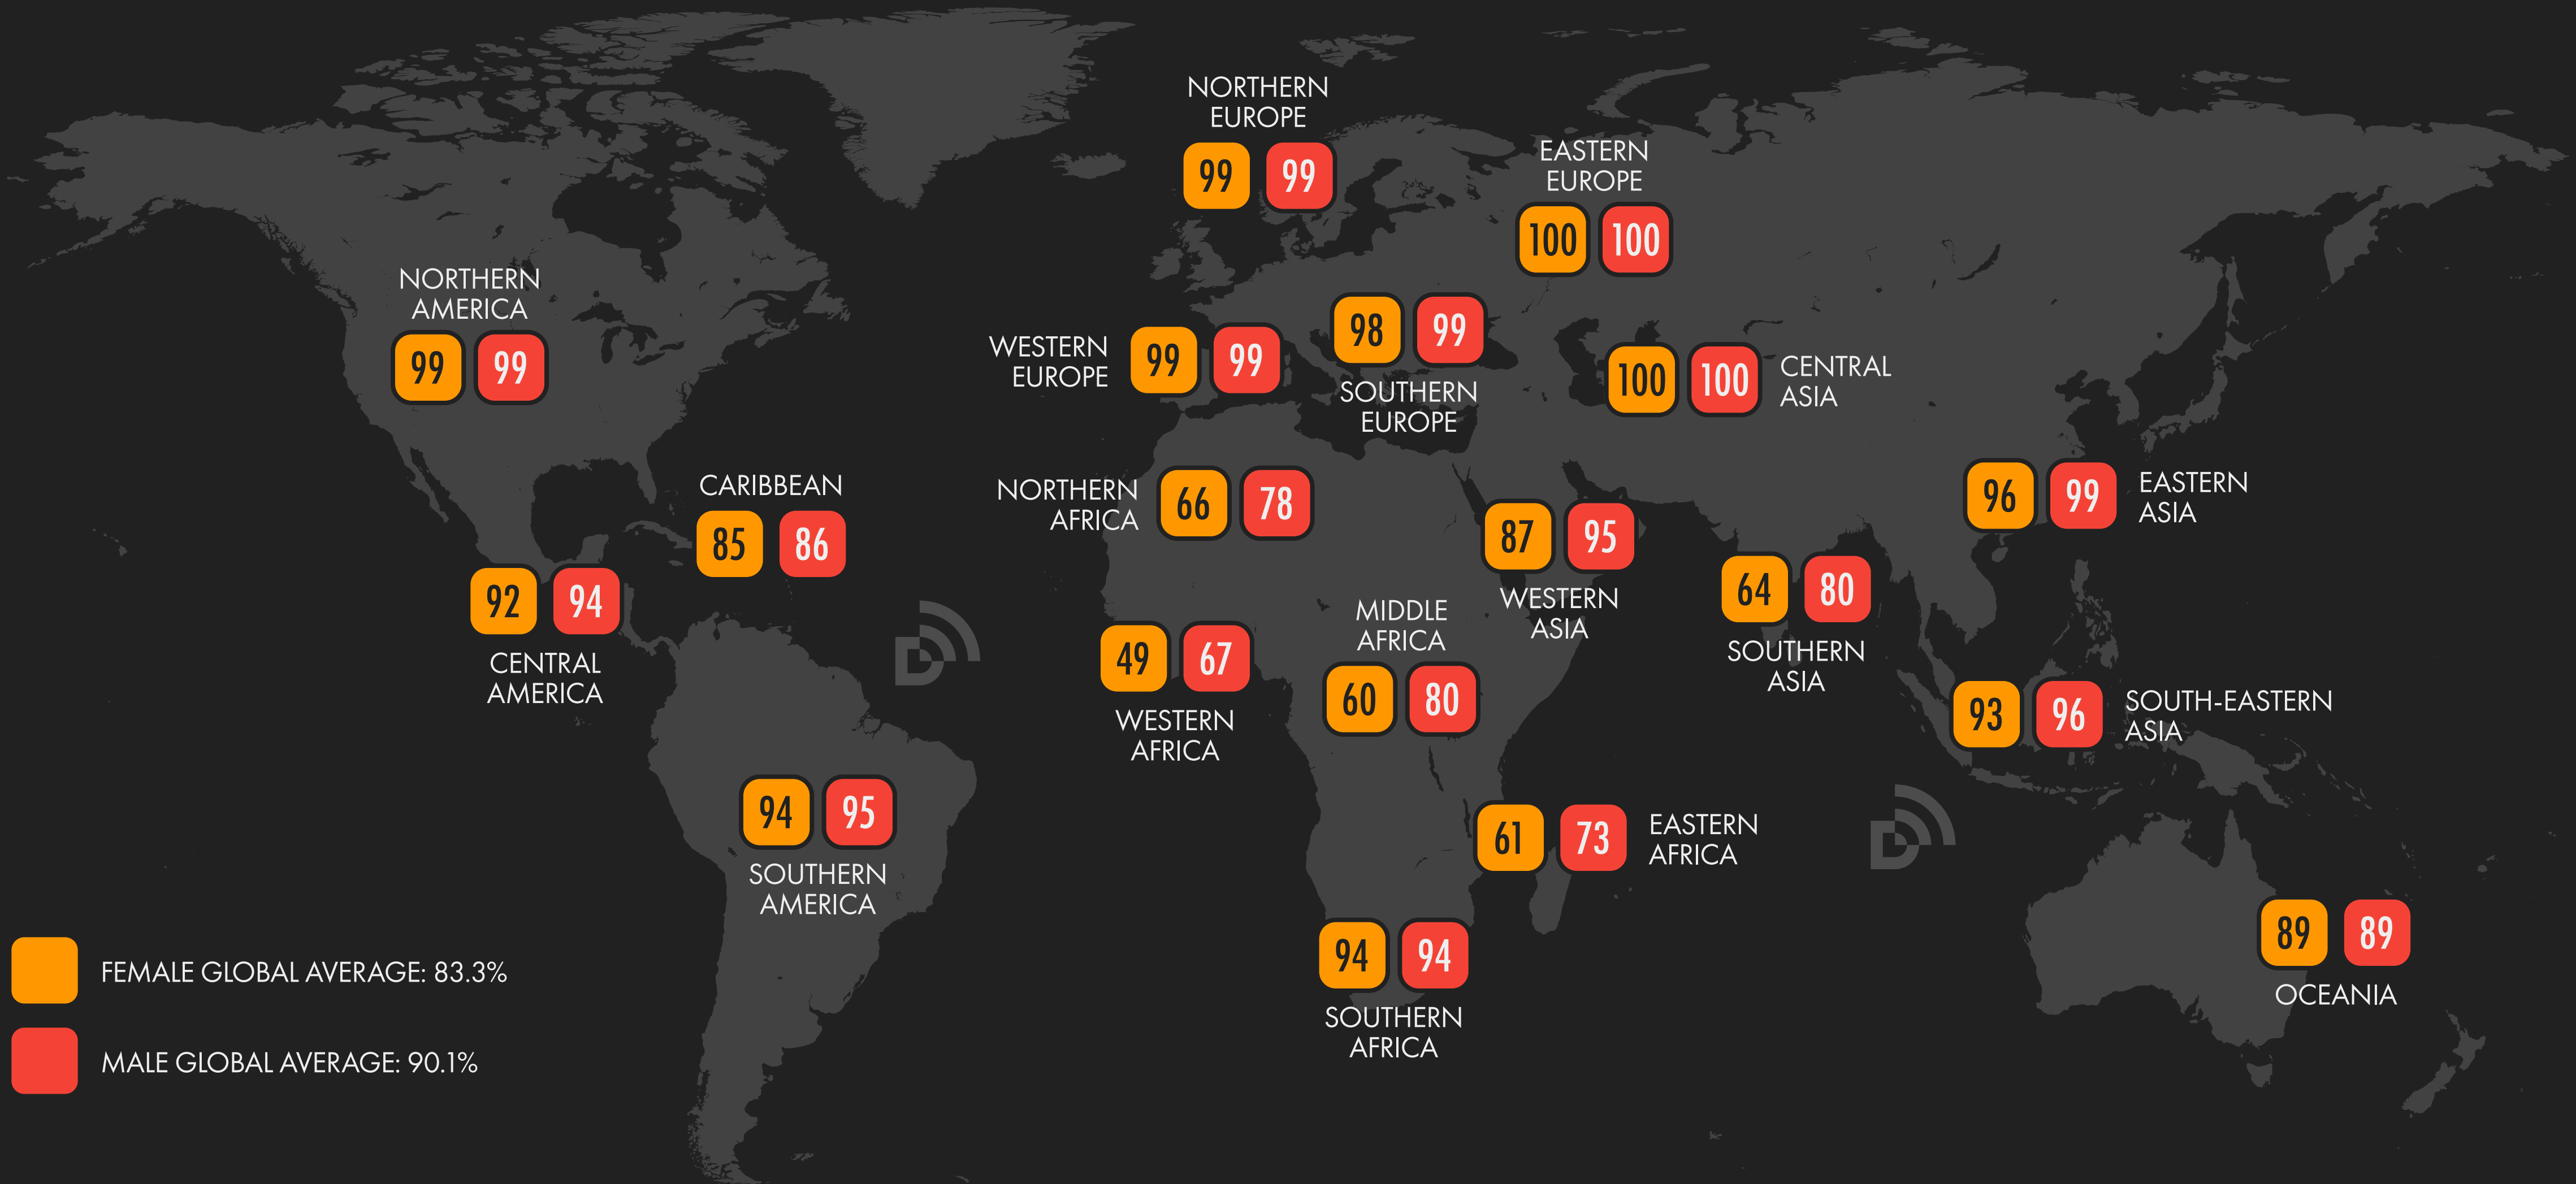 NORTHERN
EUROPE
99 99
EASTERN
EUROPE
100 100
NORTHERN
AMERICA
99 99
WESTERN
EUROPE
99 99
98 99
SOUTHERN
EUROPE
100 100
CENTRAL
ASIA
CARIBBEAN
85 86
NORTHERN
AFRICA
66 78
87 95
WESTERN
ASIA
96 99
EASTERN
ASIA
92 94
CENTRAL
AMERICA
64 80
SOUTHERN
ASIA
49 67
WESTERN
AFRICA
MIDDLE
AFRICA
60 80
93 96
SOUTH-EASTERN
ASIA
94 95
SOUTHERN
AMERICA
61 73
EASTERN
AFRICA
94 94
SOUTHERN
AFRICA
89 89
OCEANIA
FEMALE GLOBAL AVERAGE: 83.3%
MALE GLOBAL AVERAGE: 90.1%